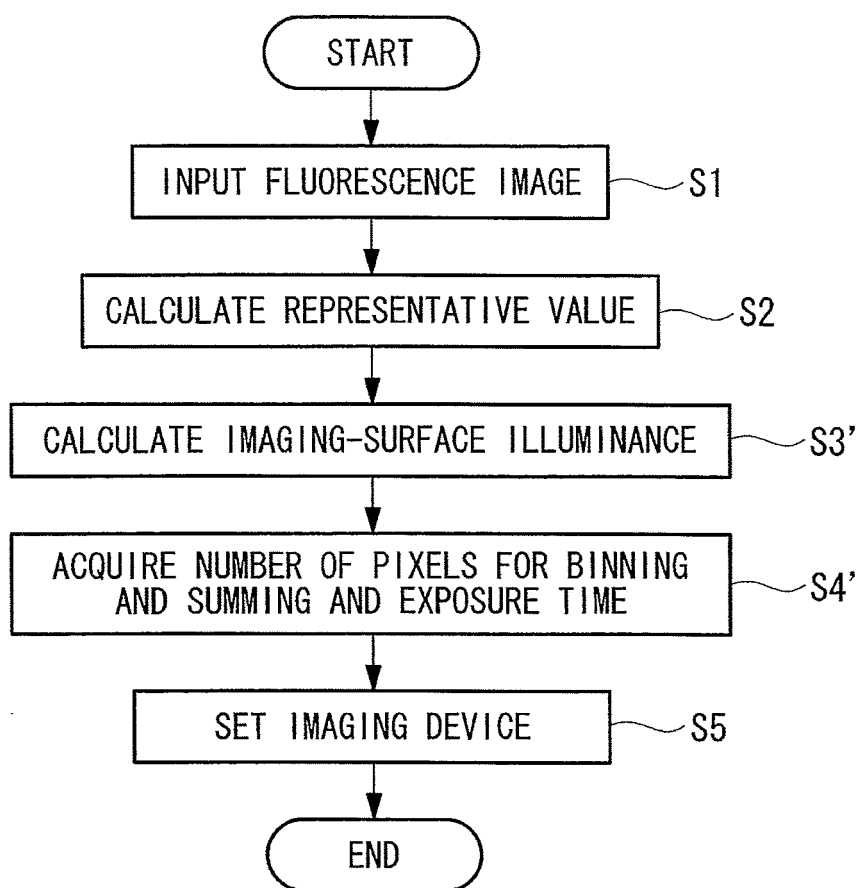 START
INPUT FLUORESCENCE IMAGE
S1
CALCULATE REPRESENTATIVE VALUE
S2
CALCULATE IMAGING-SURFACE ILLUMINANCE
S3'
ACQUIRE NUMBER OF PIXELS FOR BINNING
AND SUMMING AND EXPOSURE TIME
S4'
SET IMAGING DEVICE
S5
END